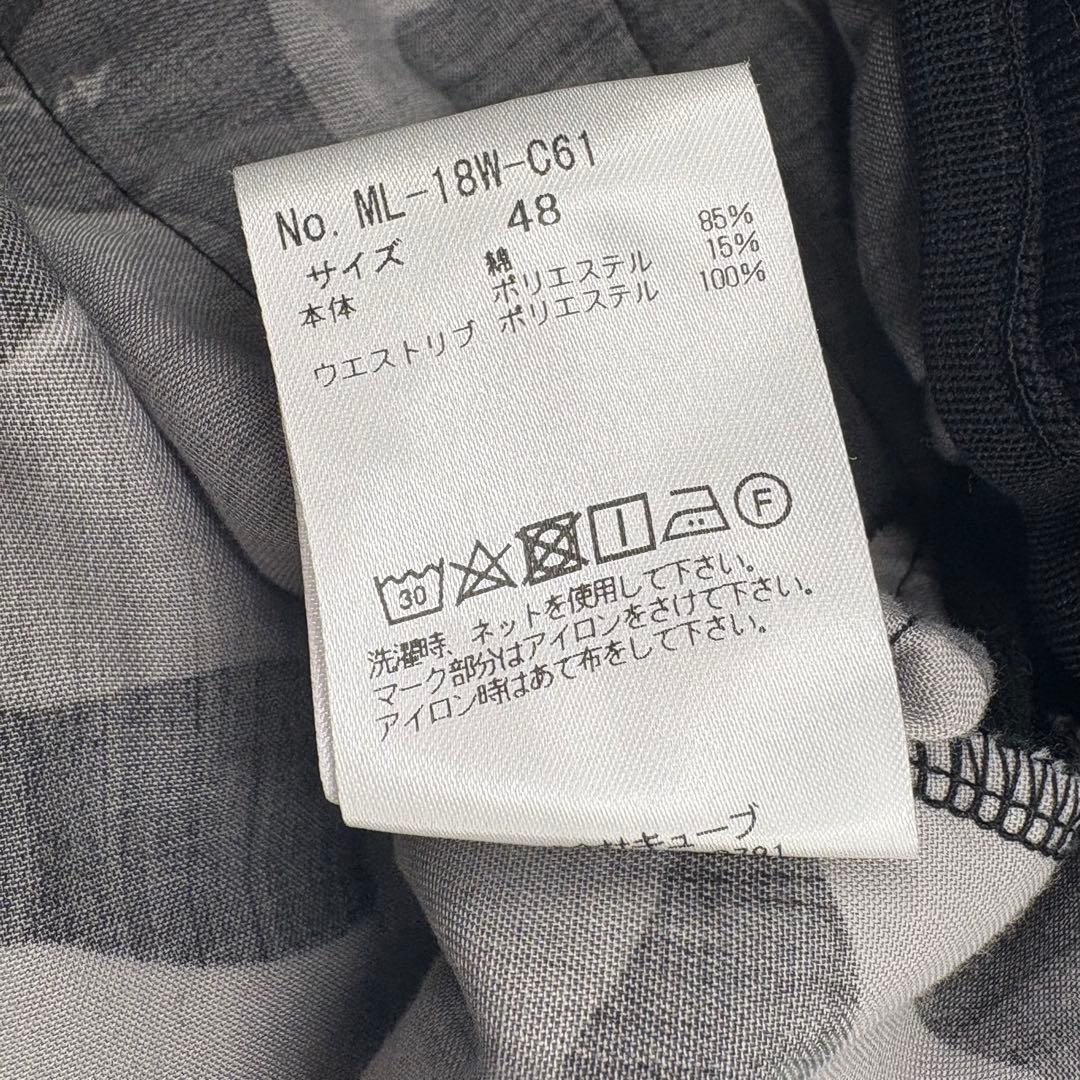 No. ML-18W-C61
サイズ 48
本体 綿 85%
ポリエステル 15%
ウエストリブ ポリエステル 100%
30 F
洗濯時、ネットを使用して下さい。
マーク部分はアイロンをさけて下さい。
アイロン時はあて布をして下さい。
キューブ